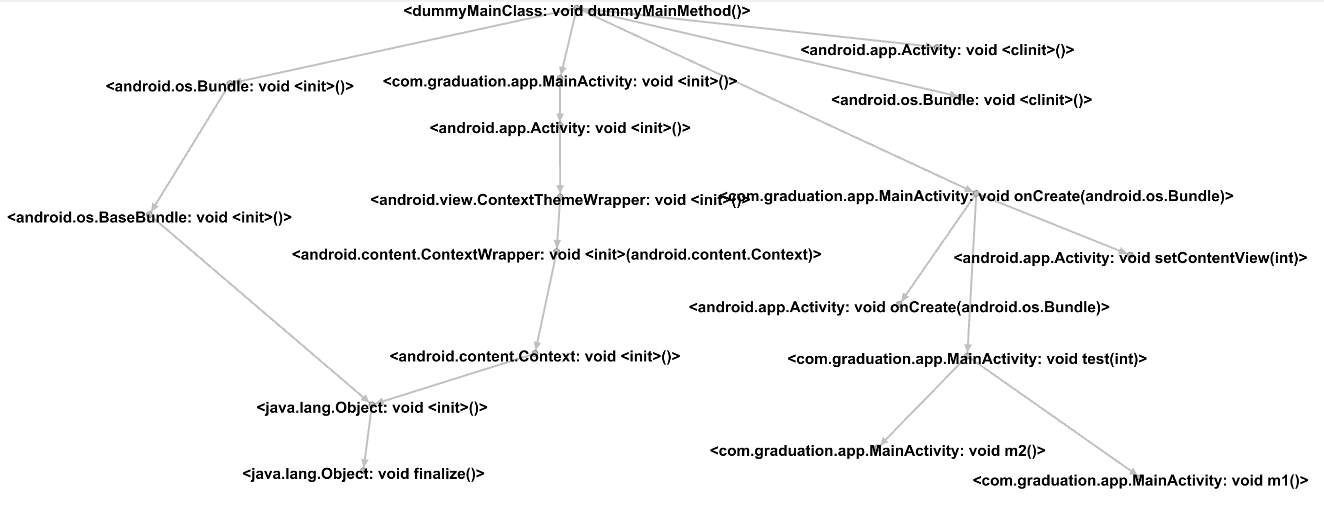 <dummyMainClass: void dummyMainMethod()>
<android.app.Activity: void <clinit>()>
<android.os.Bundle: void <init>()>
<com.graduation.app.MainActivity: void <init>()>
<android.os.Bundle: void <clinit>()>
<android.app.Activity: void <init>()>
<android.view.ContextThemeWrapper: void <init>()>
<com.graduation.app.MainActivity: void onCreate(android.os.Bundle)>
<android.os.BaseBundle: void <init>()>
<android.content.ContextWrapper: void <init>(android.content.Context)>
<android.app.Activity: void setContentView(int)>
<android.app.Activity: void onCreate(android.os.Bundle)>
<android.content.Context: void <init>()>
<com.graduation.app.MainActivity: void test(int)>
<java.lang.Object: void <init>()>
<com.graduation.app.MainActivity: void m2()>
<java.lang.Object: void finalize()>
<com.graduation.app.MainActivity: void m1()>